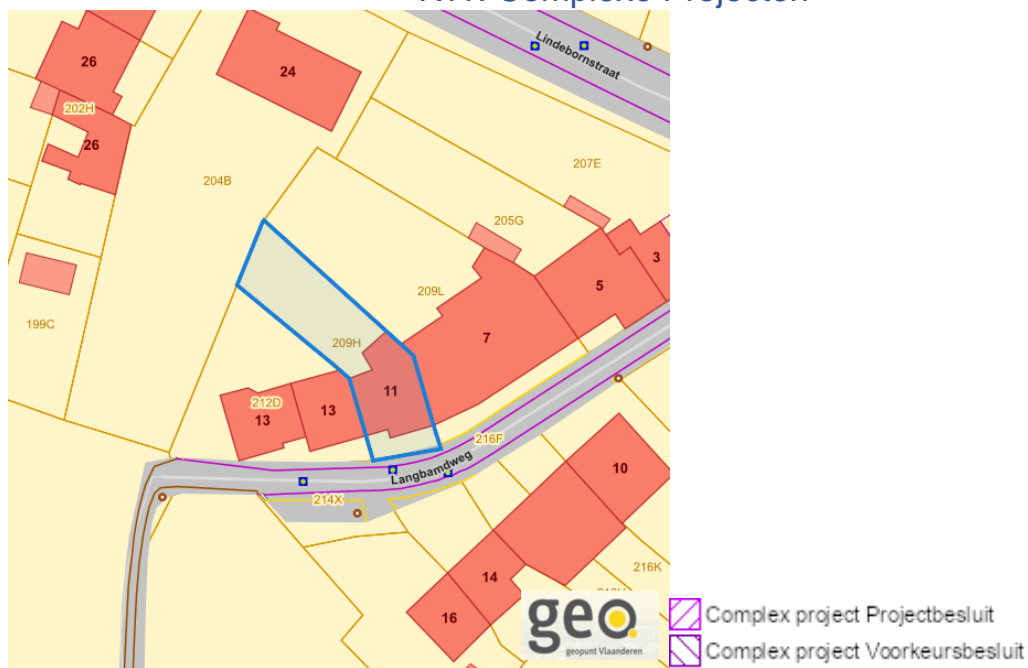 Complexe Projecten
26
24
Lindebornstraat
202H
26
204B
207E
205G
3
5
209L
199C
7
209H
11
212D
13
13
216F
Langbamdweg
10
214X
216K
14
16
geo
geopunt Vlaanderen
Complex project Projectbesluit
Complex project Voorkeursbesluit